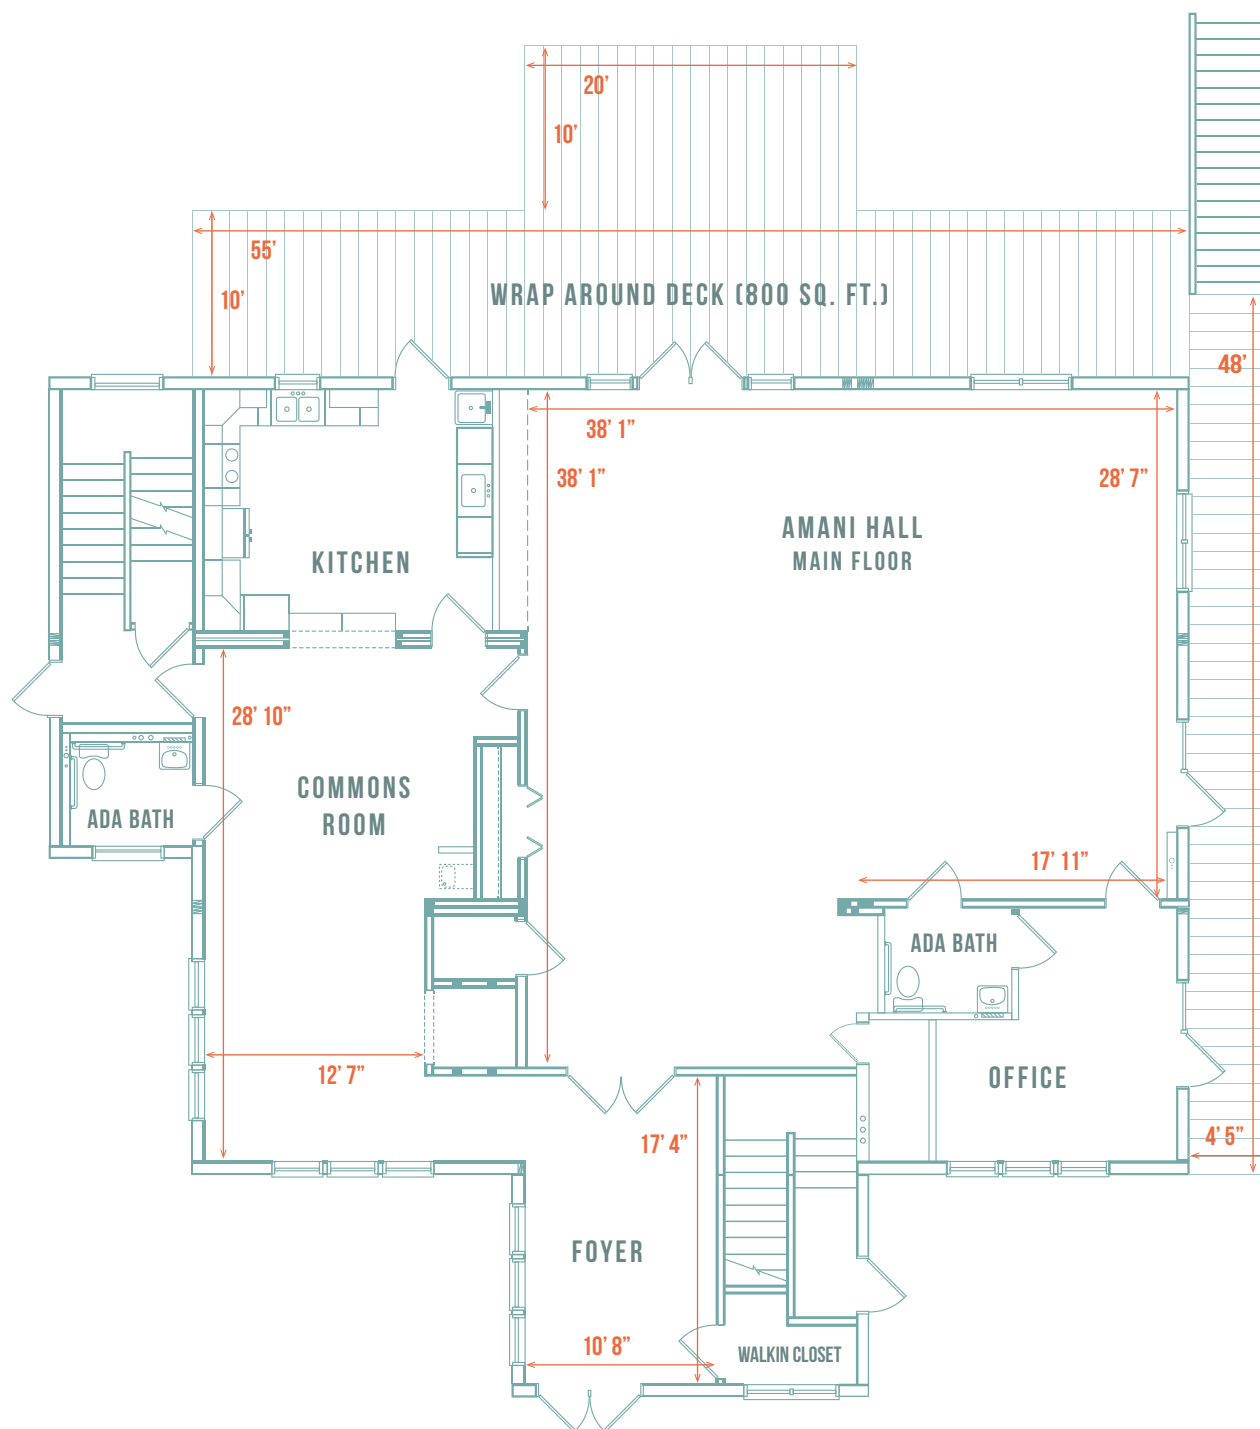 20’
10’
55’
10’
WRAP AROUND DECK (800 SQ. FT.)
48’
38’ 1”
38’ 1”
28’ 7”
AMANI HALL
MAIN FLOOR
KITCHEN
28’ 10”
COMMONS
ROOM
ADA BATH
17’ 11”
ADA BATH
12’ 7”
OFFICE
17’ 4”
4’ 5”
FOYER
10’ 8”
WALKIN CLOSET